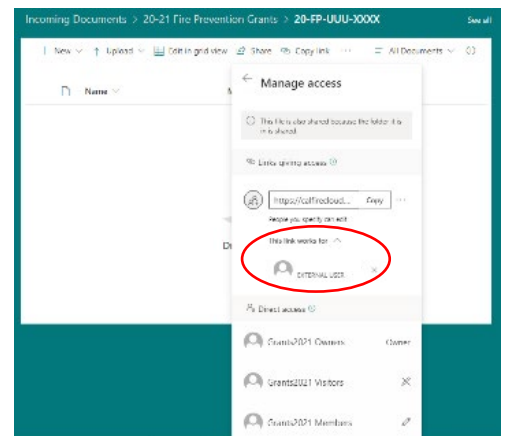 Incoming Documents > 20-21 Fire Prevention Grants > 20-FP-UUU-XXXX
See all
New Upload Edit in grid view Share Copy link ... All Documents
Name
M
Manage access
This file is also shared because the folder it is
in is shared.
Links giving access
https://calfirecloud... Copy ...
People you specify can edit
This link works for
EXTERNAL USER
Direct access
Grants2021 Owners Owner
Grants2021 Visitors
Grants2021 Members